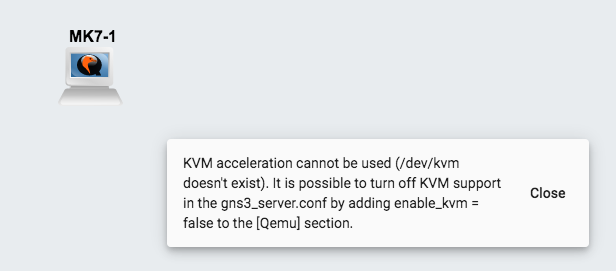 MK7-1
KVM acceleration cannot be used (/dev/kvm
doesn't exist). It is possible to turn off KVM support
in the gns3_server.conf by adding enable_kvm =
false to the [Qemu] section.
Close